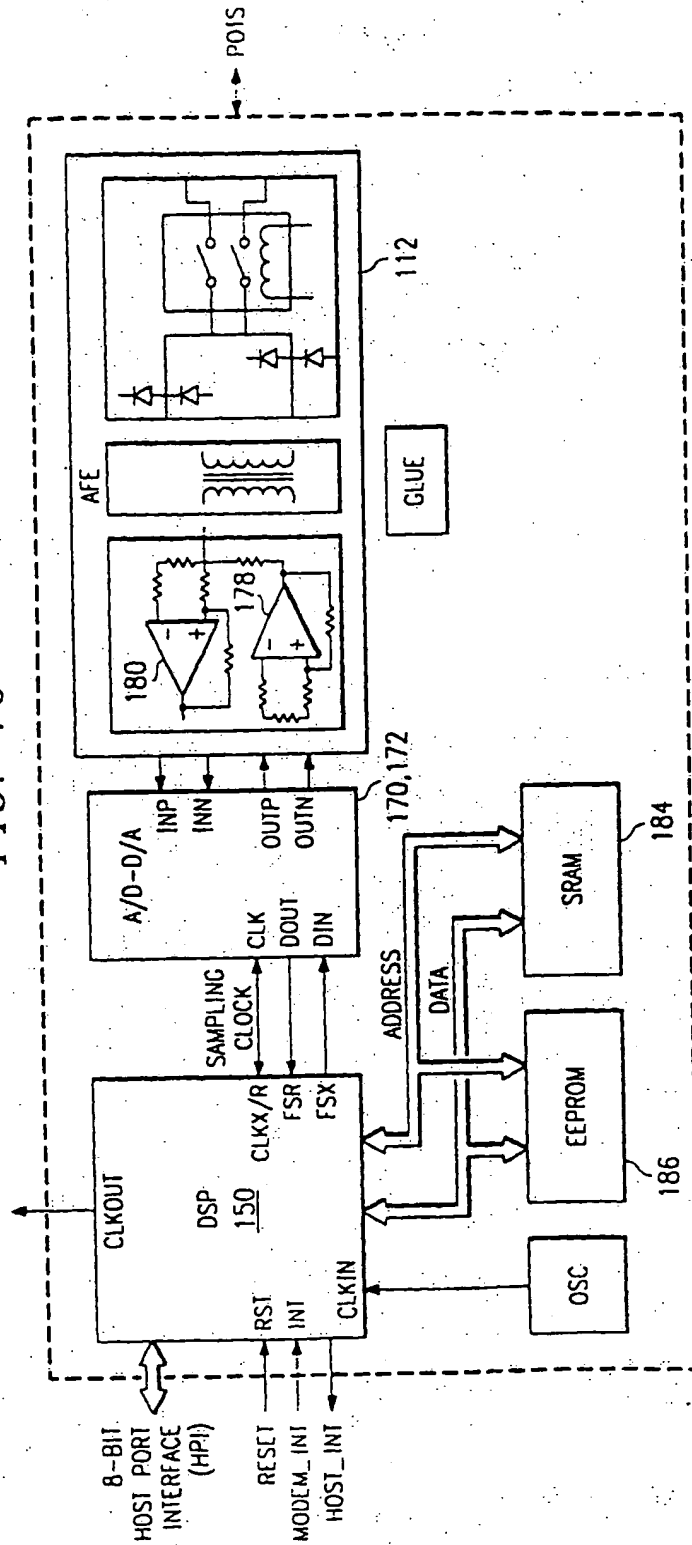 8-BIT
HOST PORT
INTERFACE
(HPI)
RESET
MODEM_INT
HOST_INT
CLKOUT
DSP
150
RST
INT
CLKIN
CLKX/R
FSR
FSX
SAMPLING
CLOCK
A/D-D/A
CLK
DOUT
DIN
INP
INN
OUTP
OUTN
170,172
AFE
180
-
+
178
-
+
112
GLUE
POTS
ADDRESS
DATA
OSC
EEPROM
186
SRAM
184